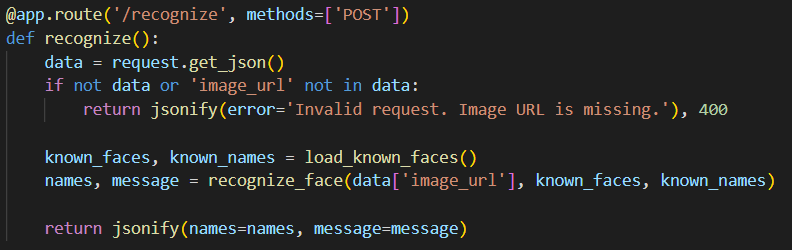 @app.route('/recognize', methods=['POST'])
def recognize():
    data = request.get_json()
    if not data or 'image_url' not in data:
        return jsonify(error='Invalid request. Image URL is missing.'), 400

    known_faces, known_names = load_known_faces()
    names, message = recognize_face(data['image_url'], known_faces, known_names)

    return jsonify(names=names, message=message)